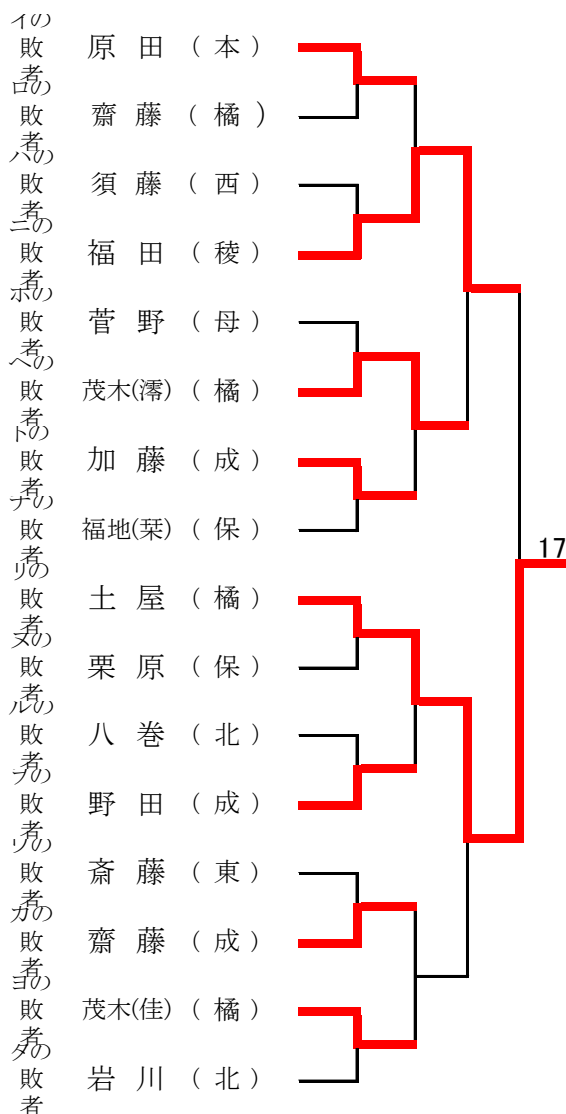 イの敗者 原田 (本)
ロの敗者 齋藤 (橘)
ハの敗者 須藤 (西)
ニの敗者 福田 (稜)
ホの敗者 菅野 (母)
ヘの敗者 茂木(澪) (橘)
トの敗者 加藤 (成)
ナの敗者 福地(栞) (保)
17
リの敗者 土屋 (橘)
ヌの敗者 栗原 (保)
ルの敗者 八巻 (北)
の敗者 野田 (成)
の敗者 斎藤 (東)
カの敗者 齋藤 (成)
ヨの敗者 茂木(佳) (橘)
タの敗者 岩川 (北)